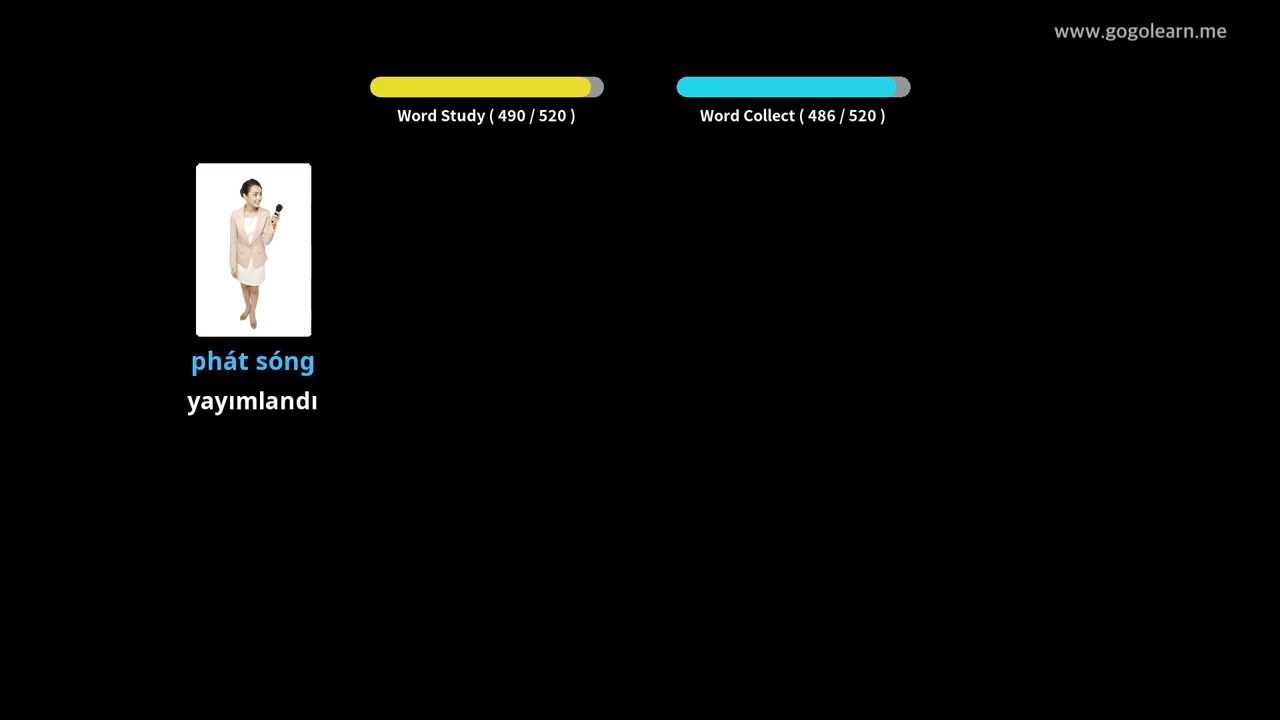 www.gogolearn.me
Word Study ( 490 / 520 )
Word Collect ( 486 / 520 )
phát sóng
yayımlandı